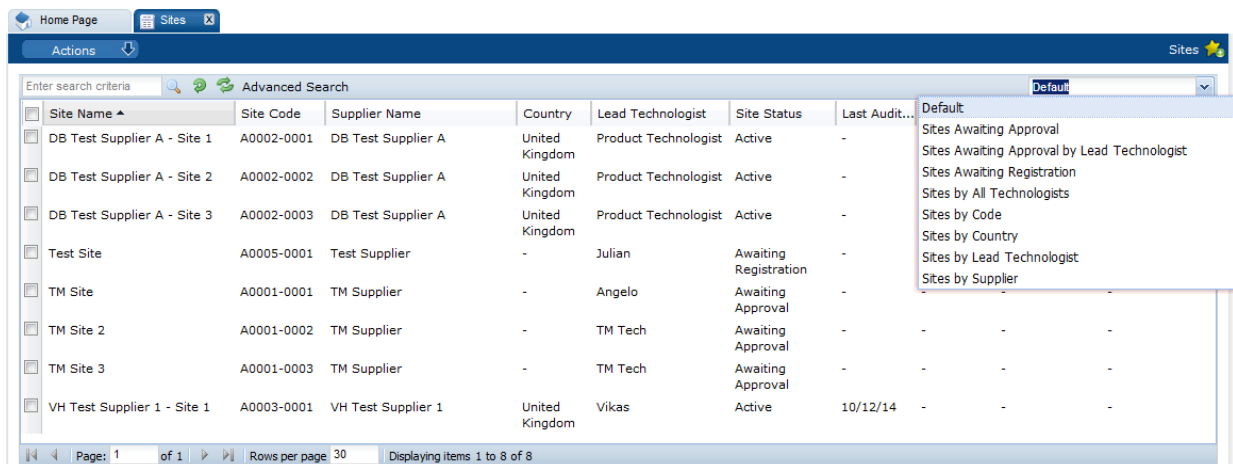 Home Page Sites
Actions Sites
Enter search criteria Advanced Search Default
Site Name Site Code Supplier Name Country Lead Technologist Site Status Last Audit...
Default
Sites Awaiting Approval
Sites Awaiting Approval by Lead Technologist
Sites Awaiting Registration
Sites by All Technologists
Sites by Code
Sites by Country
Sites by Lead Technologist
Sites by Supplier
DB Test Supplier A - Site 1 A0002-0001 DB Test Supplier A United Product Technologist Active -
Kingdom
DB Test Supplier A - Site 2 A0002-0002 DB Test Supplier A United Product Technologist Active -
Kingdom
DB Test Supplier A - Site 3 A0002-0003 DB Test Supplier A United Product Technologist Active -
Kingdom
Test Site A0005-0001 Test Supplier - Julian Awaiting -
Registration
TM Site A0001-0001 TM Supplier - Angelo Awaiting - - - -
Approval
TM Site 2 A0001-0002 TM Supplier - TM Tech Awaiting - - - -
Approval
TM Site 3 A0001-0003 TM Supplier - TM Tech Awaiting - - - -
Approval
VH Test Supplier 1 - Site 1 A0003-0001 VH Test Supplier 1 United Vikas Active 10/12/14 - - -
Kingdom
Page: 1 of 1 Rows per page 30 Displaying items 1 to 8 of 8